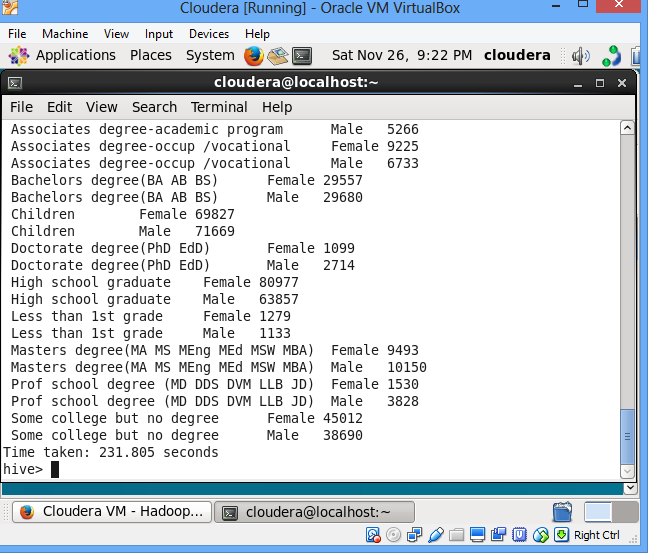 Cloudera [Running] - Oracle VM VirtualBox
File Machine View Input Devices Help
Applications Places System Sat Nov 26, 9:22 PM cloudera
cloudera@localhost:~
File Edit View Search Terminal Help
Associates degree-academic program Male 5266
Associates degree-occup /vocational Female 9225
Associates degree-occup /vocational Male 6733
Bachelors degree(BA AB BS) Female 29557
Bachelors degree(BA AB BS) Male 29680
Children Female 69827
Children Male 71669
Doctorate degree(PhD EdD) Female 1099
Doctorate degree(PhD EdD) Male 2714
High school graduate Female 80977
High school graduate Male 63857
Less than 1st grade Female 1279
Less than 1st grade Male 1133
Masters degree(MA MS MEng MEd MSW MBA) Female 9493
Masters degree(MA MS MEng MEd MSW MBA) Male 10150
Prof school degree (MD DDS DVM LLB JD) Female 1530
Prof school degree (MD DDS DVM LLB JD) Male 3828
Some college but no degree Female 45012
Some college but no degree Male 38690
Time taken: 231.805 seconds
hive>
Cloudera VM - Hadoop... cloudera@localhost:~
Right Ctrl